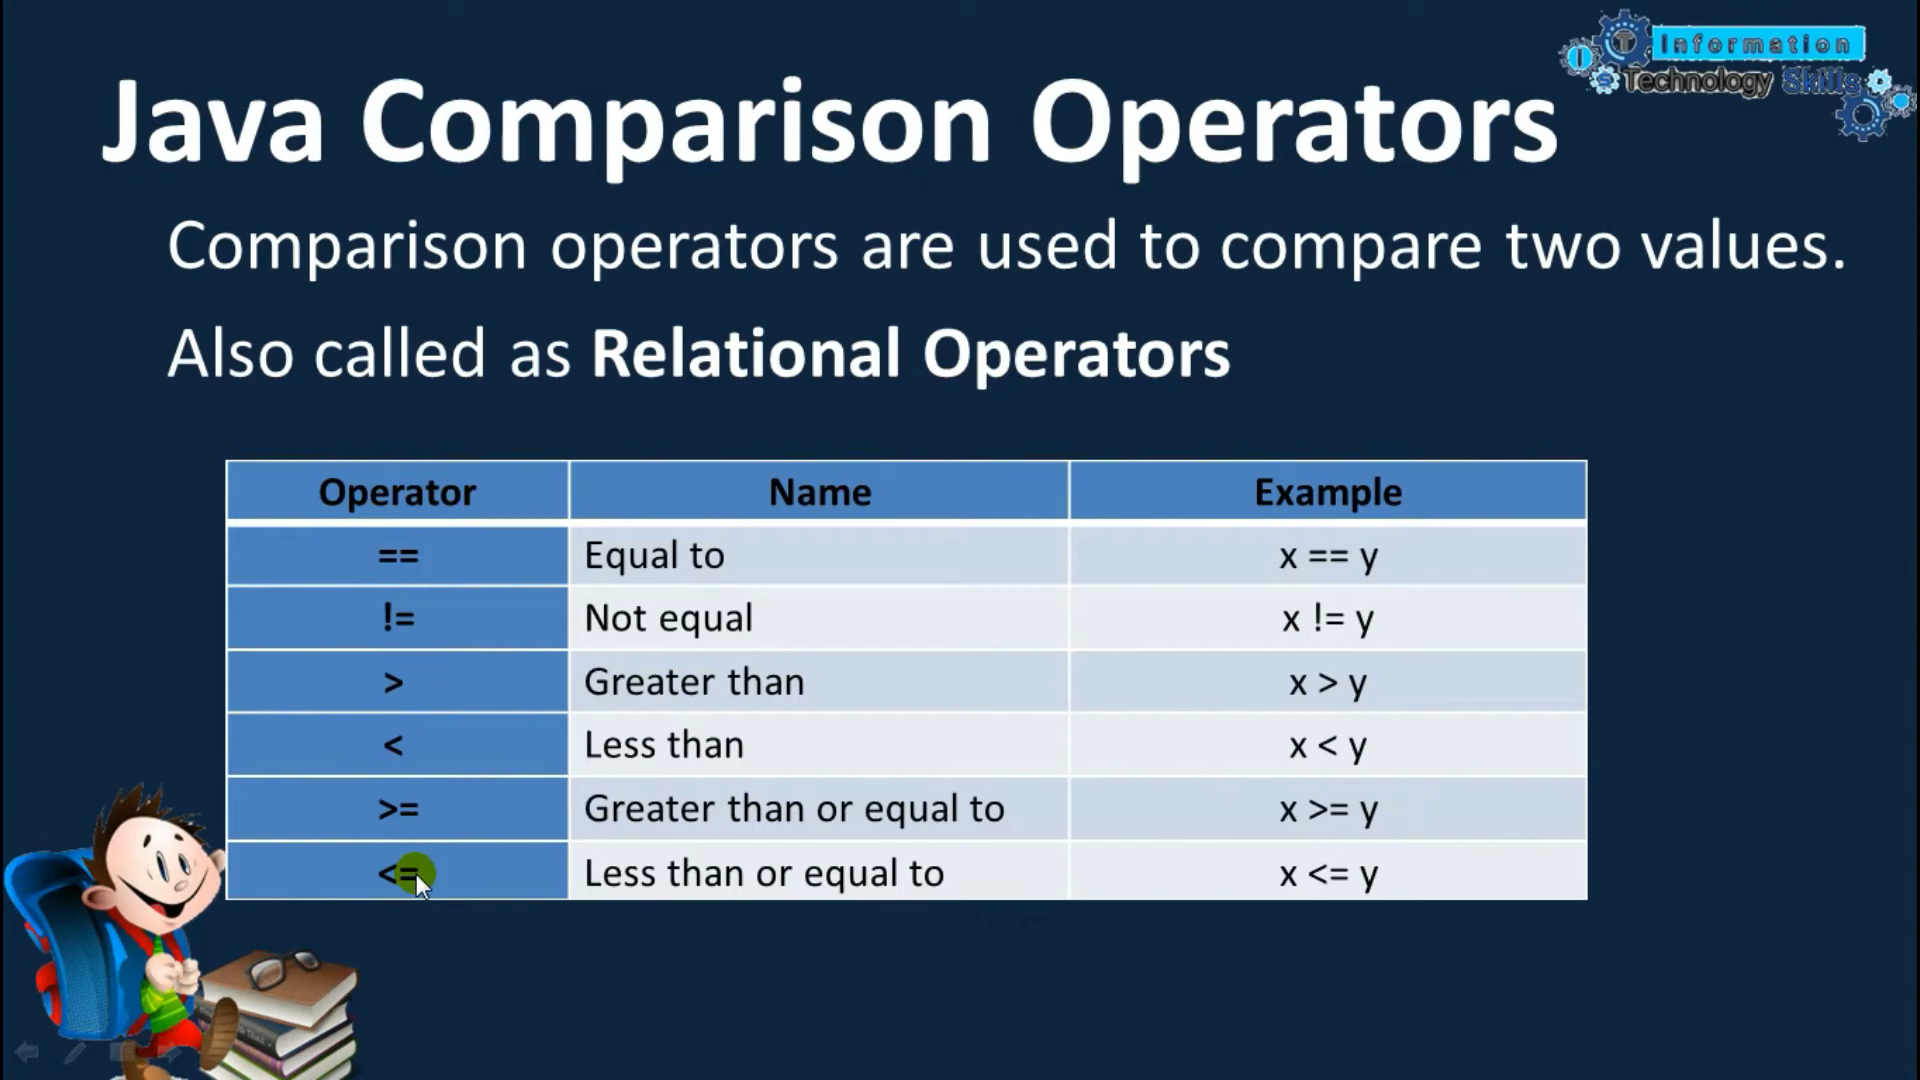 Information
Technology Skills
Java Comparison Operators
Comparison operators are used to compare two values.
Also called as Relational Operators
Operator Name Example
== Equal to x == y
!= Not equal x != y
> Greater than x > y
< Less than x < y
>= Greater than or equal to x >= y
<= Less than or equal to x <= y